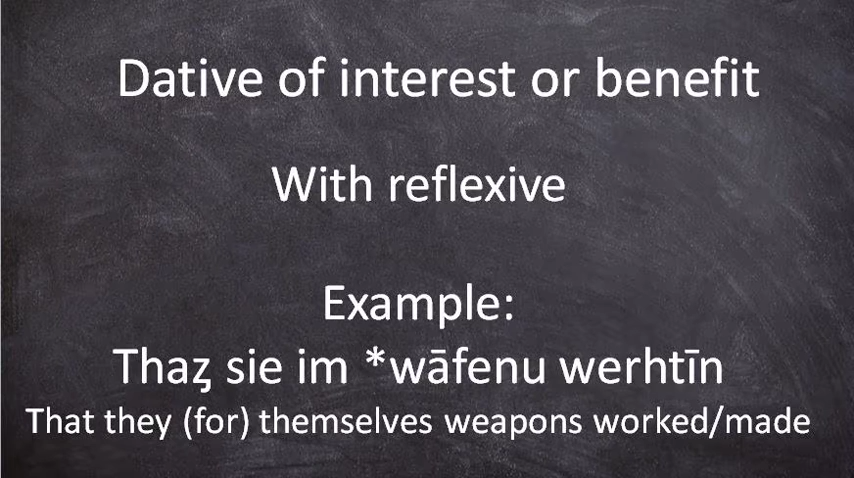 Dative of interest or benefit
With reflexive
Example:
Thaȥ sie im *wāfenu werhtīn
That they (for) themselves weapons worked/made